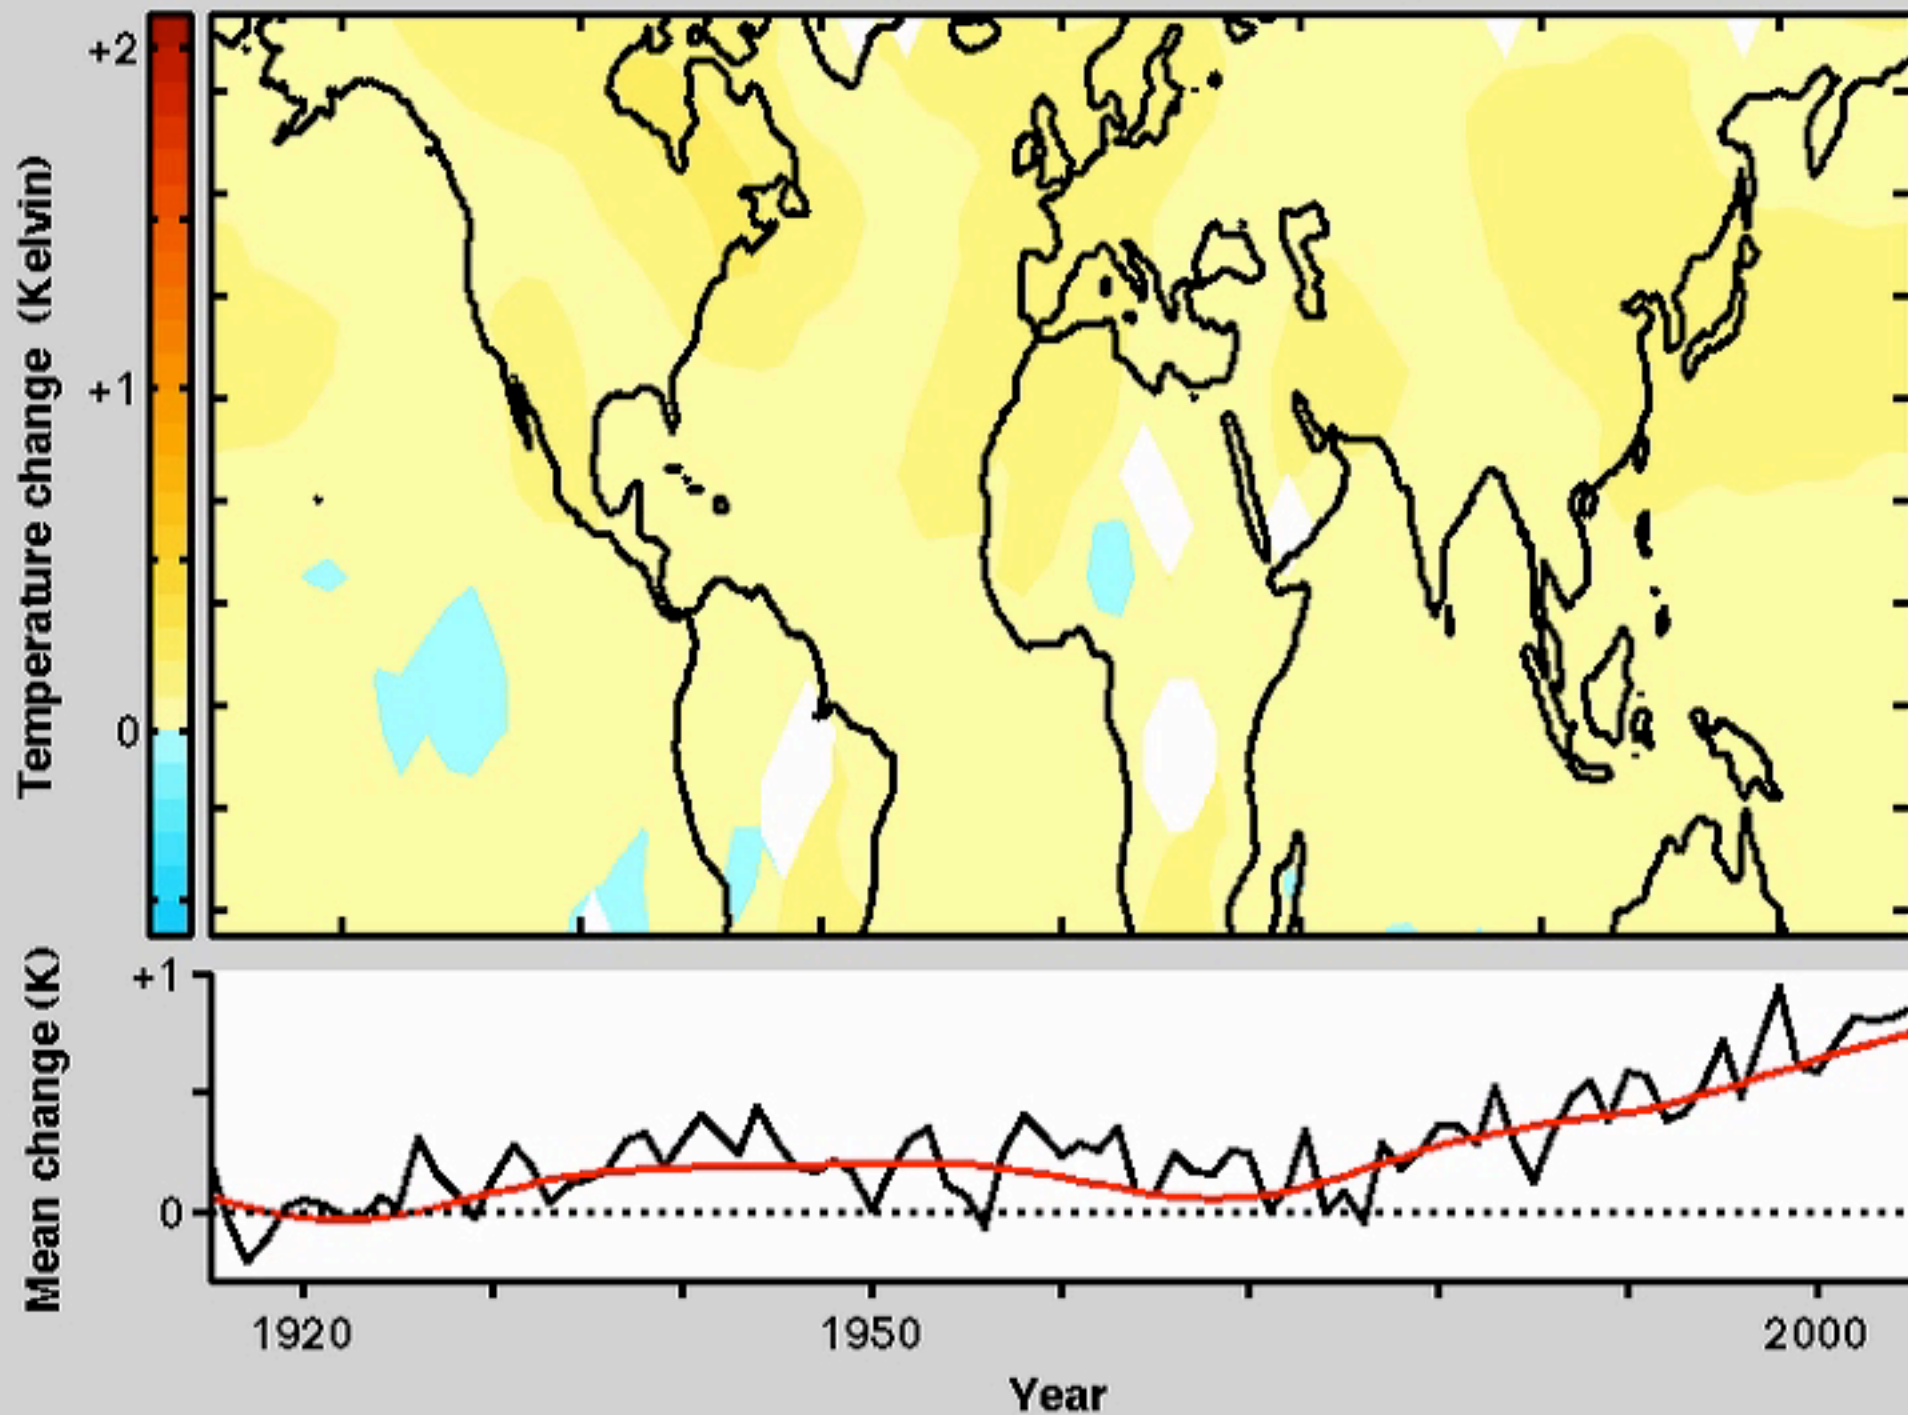 Temperature change (Kelvin)
+2
+1
0
Mean change (K)
+1
0
1920
1950
2000
Year